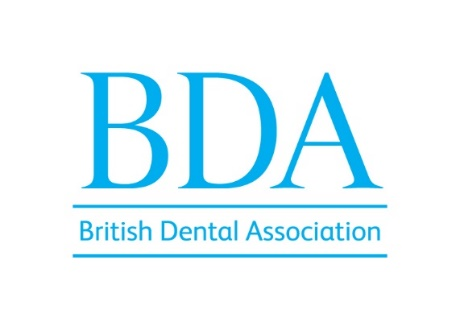 BDA
British Dental Association